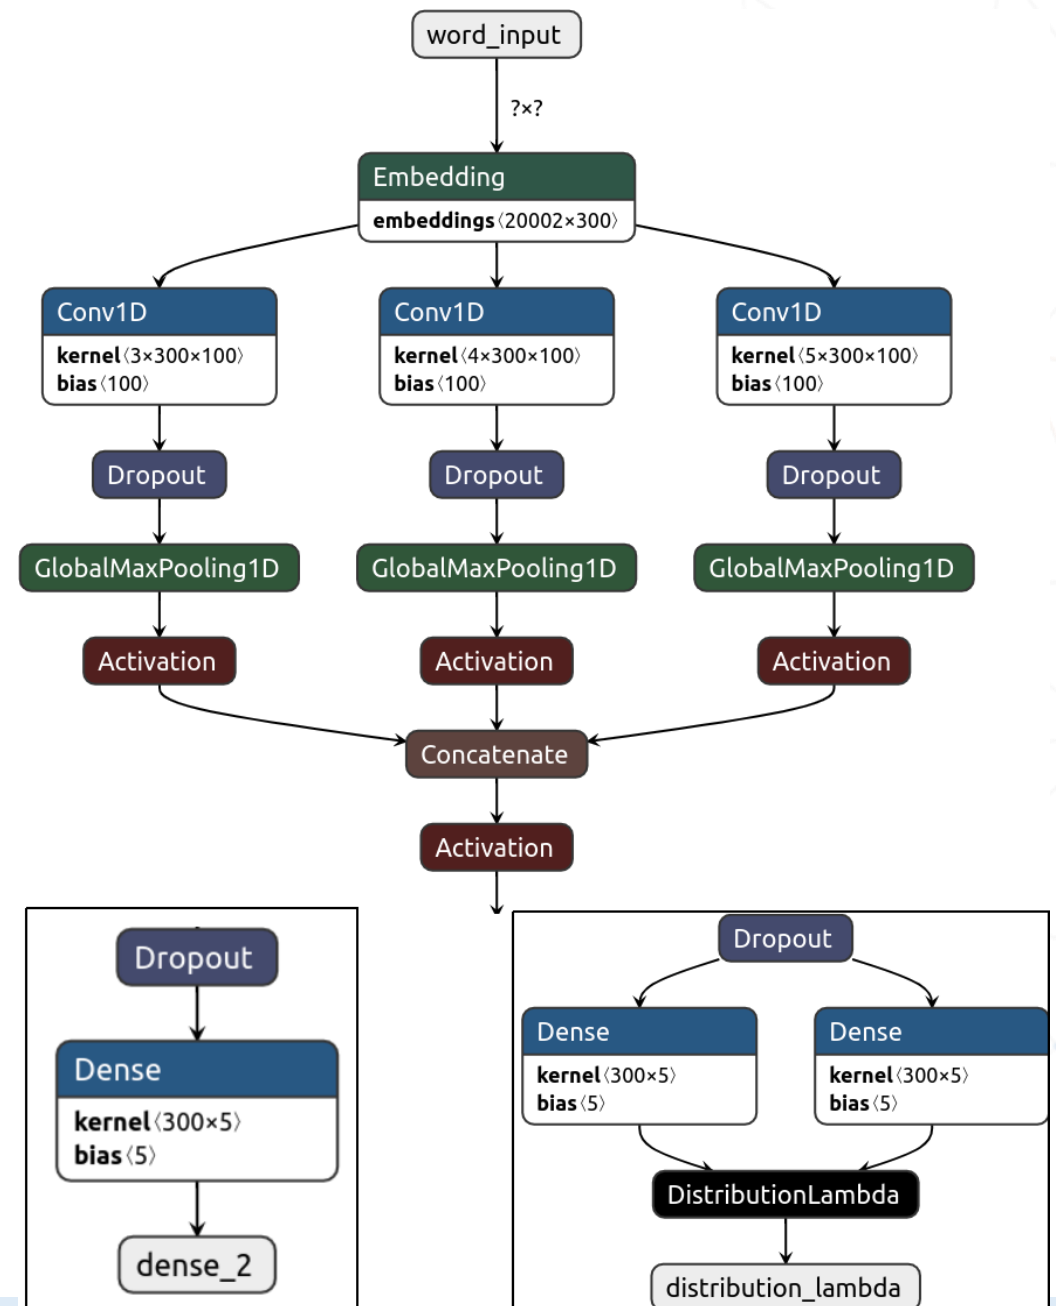 word_input
?×?
Embedding
embeddings⟨20002×300⟩
Conv1D
kernel⟨3×300×100⟩
bias⟨100⟩
Conv1D
kernel⟨4×300×100⟩
bias⟨100⟩
Conv1D
kernel⟨5×300×100⟩
bias⟨100⟩
Dropout
Dropout
Dropout
GlobalMaxPooling1D
GlobalMaxPooling1D
GlobalMaxPooling1D
Activation
Activation
Activation
Concatenate
Activation
Dropout
Dense
kernel⟨300×5⟩
bias⟨5⟩
dense_2
Dropout
Dense
kernel⟨300×5⟩
bias⟨5⟩
Dense
kernel⟨300×5⟩
bias⟨5⟩
DistributionLambda
distribution_lambda